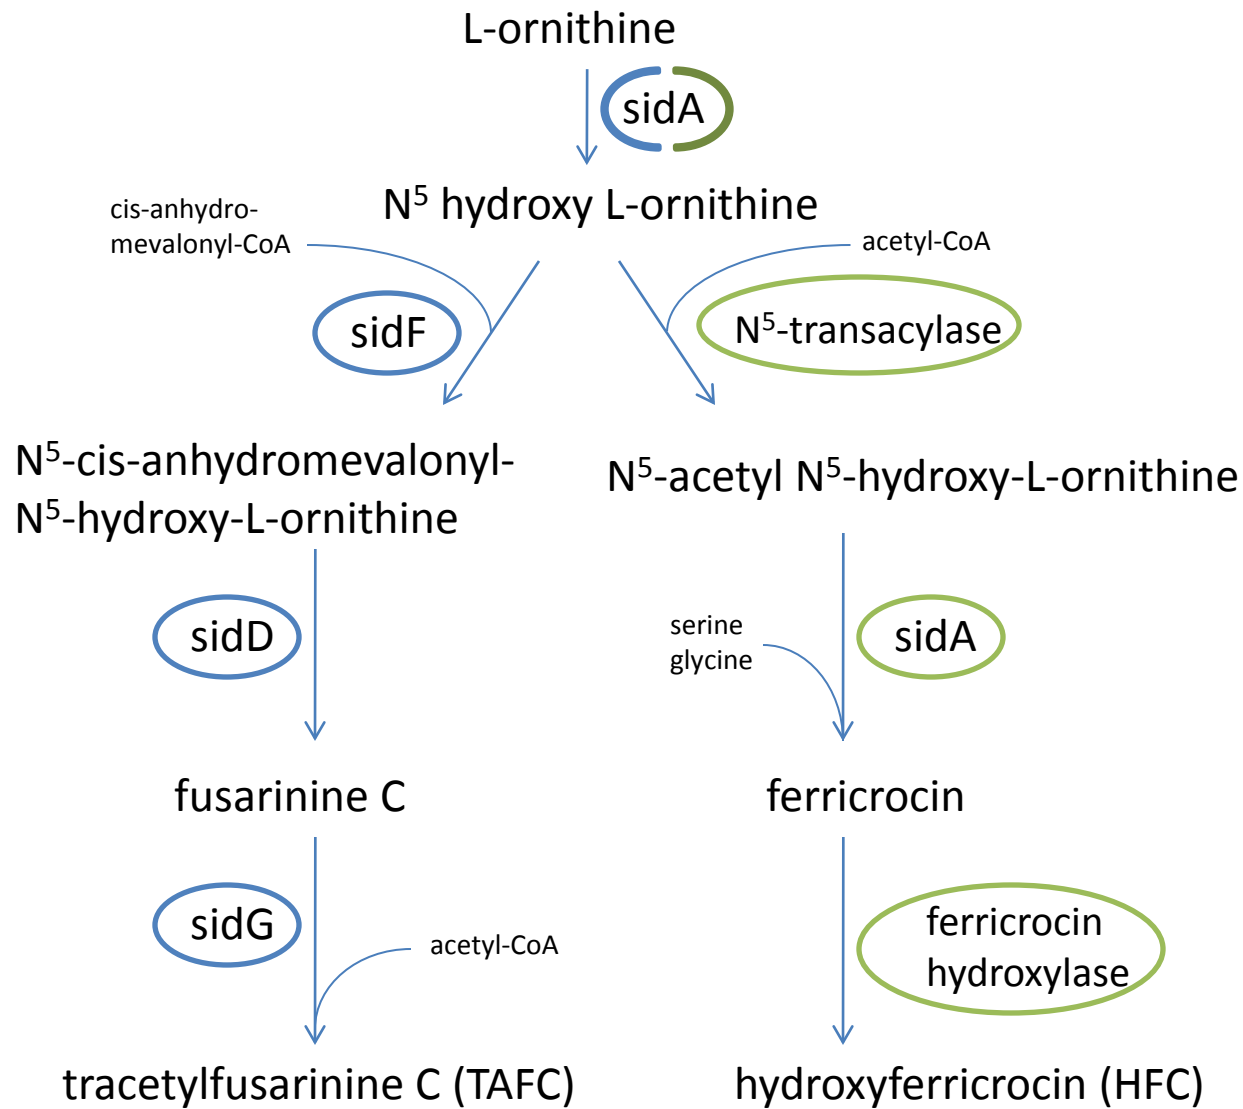 L-ornithine
sidA
N⁵ hydroxy L-ornithine
cis-anhydro-
mevalonyl-CoA
acetyl-CoA
sidF
N⁵-transacylase
N⁵-cis-anhydromevalonyl-
N⁵-hydroxy-L-ornithine
N⁵-acetyl N⁵-hydroxy-L-ornithine
sidD
serine
glycine
sidA
fusarinine C
ferricrocin
sidG
acetyl-CoA
ferricrocin
hydroxylase
tracetylfusarinine C (TAFC)
hydroxyferricrocin (HFC)